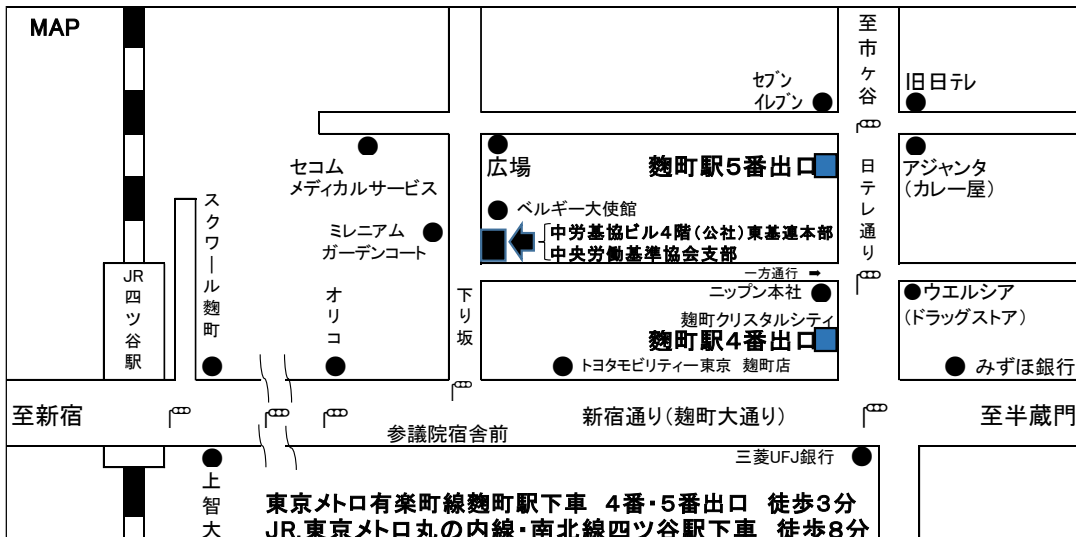 MAP
至市ケ谷
セブン
イレブン
旧日テレ
セコム
メディカルサービス
広場
麹町駅5番出口
日テレ通り
アジャンタ
(カレー屋)
スクワール麹町
ミレニアム
ガーデンコート
ベルギー大使館
中労基協ビル4階(公社)東基連本部
中央労働基準協会支部
一方通行 ➡
JR四ツ谷駅
オリコ
下り坂
ニップン本社
ウエルシア
(ドラッグストア)
麹町クリスタルシティ
麹町駅4番出口
トヨタモビリティー東京 麹町店
みずほ銀行
至新宿
新宿通り(麹町大通り)
至半蔵門
参議院宿舎前
三菱UFJ銀行
上智大
東京メトロ有楽町線麹町駅下車 4番・5番出口 徒歩3分
JR.東京メトロ丸の内線・南北線四ツ谷駅下車 徒歩8分